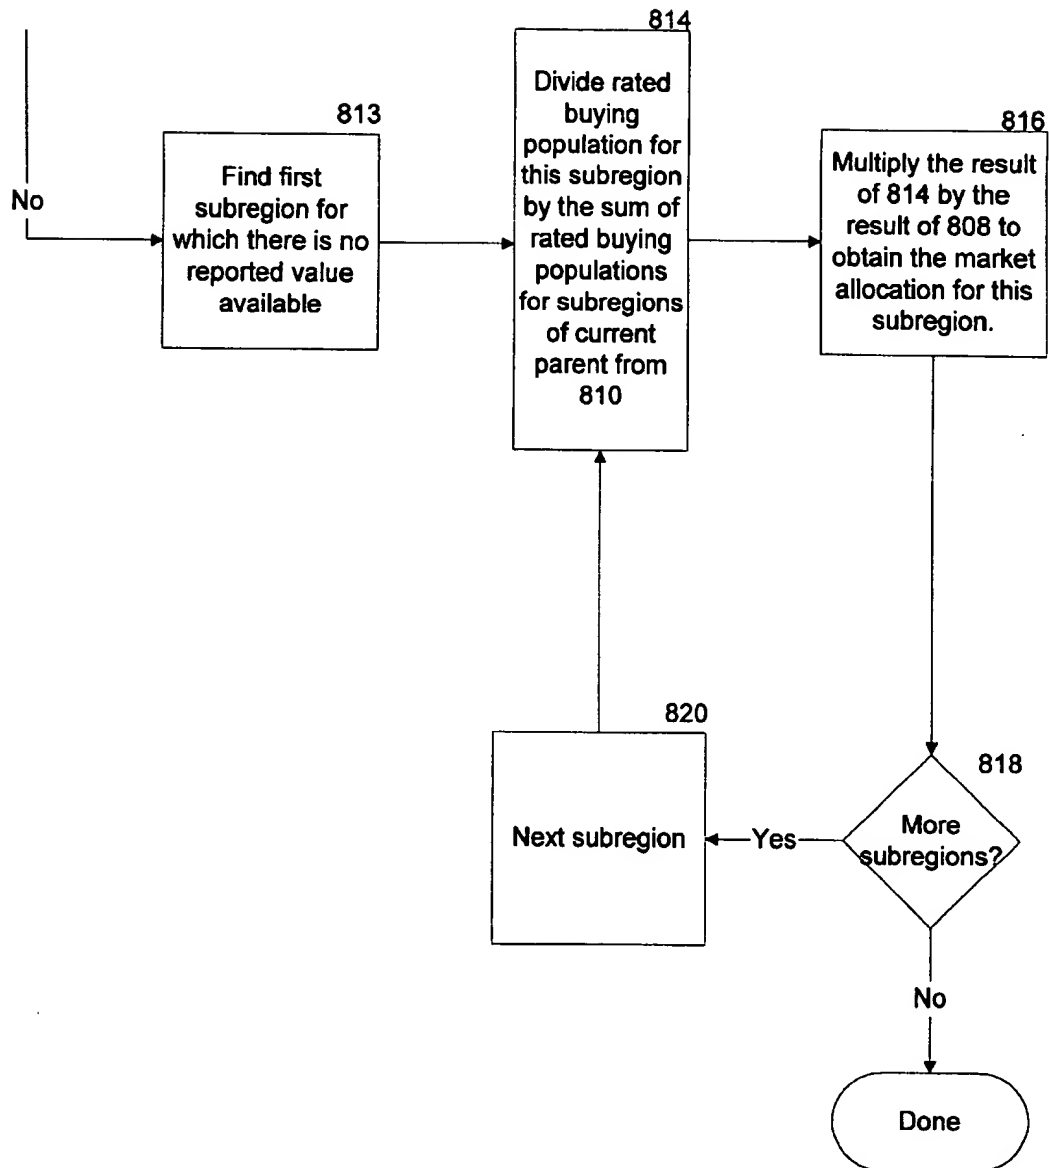 No
813
Find first
subregion for
which there is no
reported value
available
814
Divide rated
buying
population for
this subregion
by the sum of
rated buying
populations
for subregions
of current
parent from
810
816
Multiply the result
of 814 by the
result of 808 to
obtain the market
allocation for this
subregion.
818
More
subregions?
Yes
820
Next subregion
No
Done